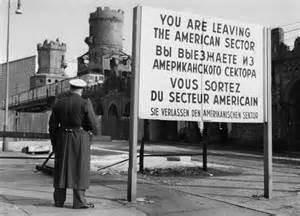 YOU ARE LEAVING
THE AMERICAN SECTOR
ВЫ ВЫЕЗЖАЕТЕ ИЗ
АМЕРИКАНСКОГО СЕКТОРА
VOUS SORTEZ
DU SECTEUR AMERICAIN
SIE VERLASSEN DEN AMERIKANISCHEN SEKTOR